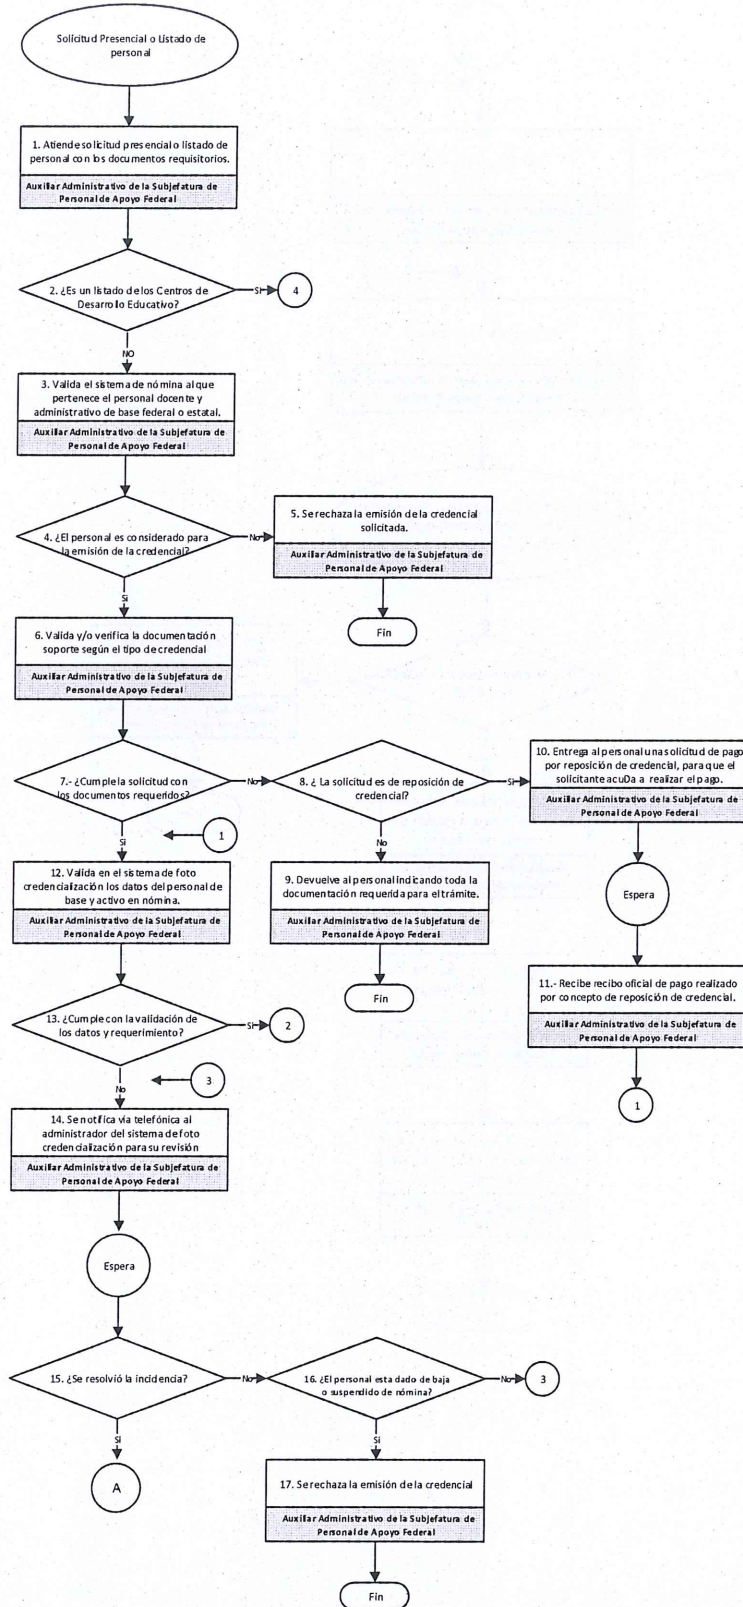 Solicitud Presencial o Listado de
personal
1. Atiende solicitud presencial o listado de
personal con los documentos requisitorios.
Auxiliar Administrativo de la Subjefatura de
Personal de Apoyo Federal
2. ¿Es un listado de los Centros de
Desarrollo Educativo?
Si
4
NO
3. Valida el sistema de nómina al que
pertenece el personal docente y
administrativo de base federal o estatal.
Auxiliar Administrativo de la Subjefatura de
Personal de Apoyo Federal
4. ¿El personal es considerado para
la emisión de la credencial?
No
5. Se rechaza la emisión de la credencial
solicitada.
Auxiliar Administrativo de la Subjefatura de
Personal de Apoyo Federal
Fin
Si
6. Valida y/o verifica la documentación
soporte según el tipo de credencial
Auxiliar Administrativo de la Subjefatura de
Personal de Apoyo Federal
7.- ¿Cumple la solicitud con
los documentos requeridos?
No
8. ¿ La solicitud es de reposición de
credencial?
Si
10. Entrega al personal una solicitud de pago
por reposición de credencial, para que el
solicitante acuDa a realizar el pago.
Auxiliar Administrativo de la Subjefatura de
Personal de Apoyo Federal
Si
1
No
12. Valida en el sistema de foto
credencialización los datos del personal de
base y activo en nómina.
Auxiliar Administrativo de la Subjefatura de
Personal de Apoyo Federal
9. Devuelve al personal indicando toda la
documentación requerida para el trámite.
Auxiliar Administrativo de la Subjefatura de
Personal de Apoyo Federal
Fin
Espera
11.- Recibe recibo oficial de pago realizado
por concepto de reposición de credencial.
Auxiliar Administrativo de la Subjefatura de
Personal de Apoyo Federal
1
13. ¿Cumple con la validación de
los datos y requerimiento?
Si
2
No
3
14. Se notifica via telefónica al
administrador del sistema de foto
credencialización para su revisión
Auxiliar Administrativo de la Subjefatura de
Personal de Apoyo Federal
Espera
15. ¿Se resolvió la incidencia?
No
16. ¿El personal esta dado de baja
o suspendido de nómina?
No
3
Si
A
Si
17. Se rechaza la emisión de la credencial
Auxiliar Administrativo de la Subjefatura de
Personal de Apoyo Federal
Fin